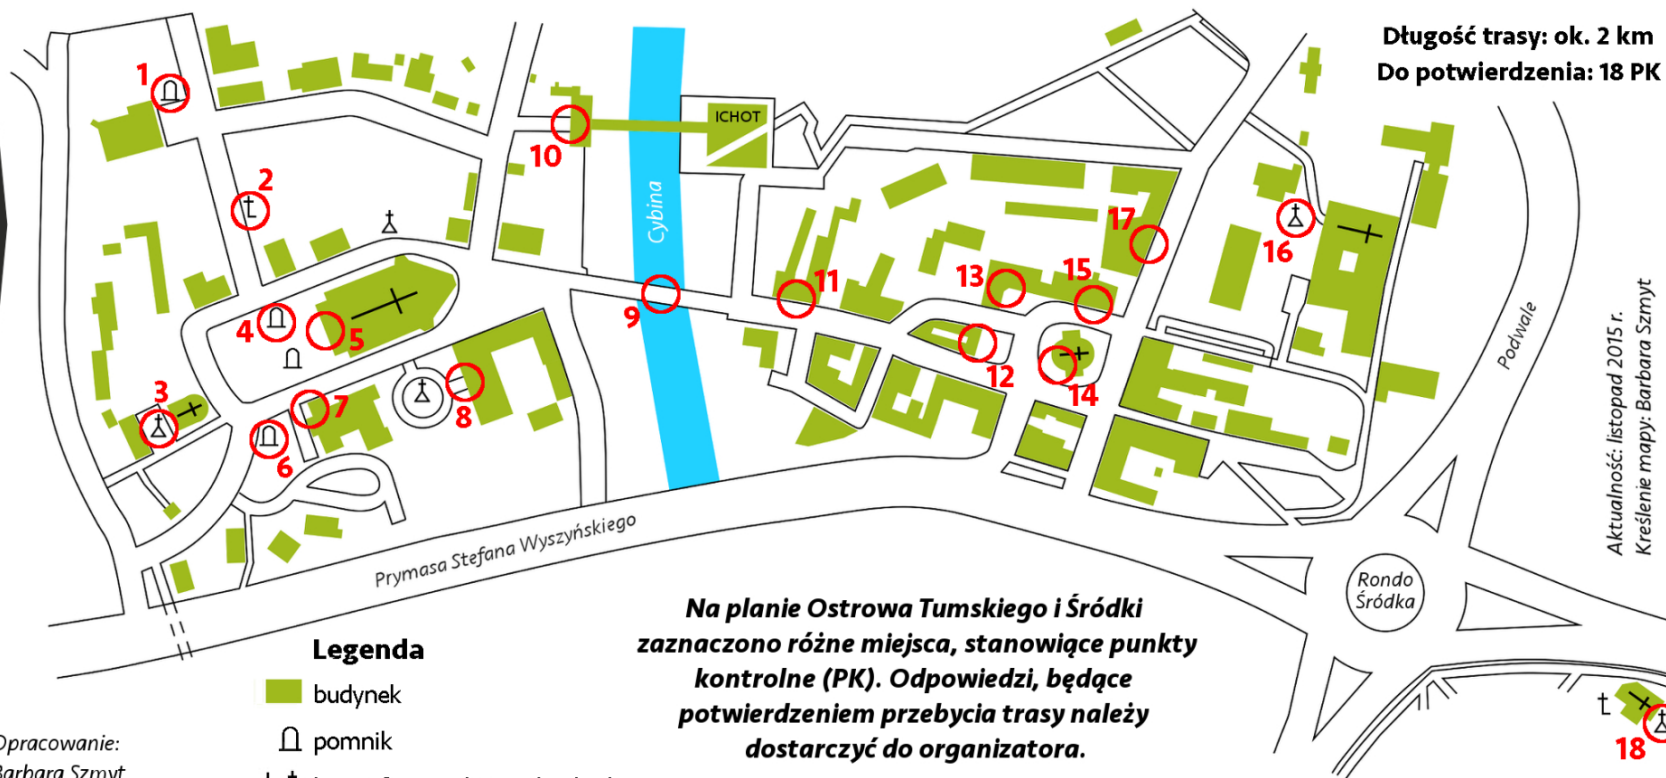 Długość trasy: ok. 2 km
Do potwierdzenia: 18 PK
1
2
3
4
5
6
7
8
9
10
11
12
13
14
15
16
17
18
ICHOT
Cybina
Podwale
Prymasa Stefana Wyszyńskiego
Rondo
Śródka
Aktualność: listopad 2015 r.
Kreślenie mapy: Barbara Szmyt
Na planie Ostrowa Tumskiego i Śródki
zaznaczono różne miejsca, stanowiące punkty
kontrolne (PK). Odpowiedzi, będące
potwierdzeniem przebycia trasy należy
dostarczyć do organizatora.
Legenda
budynek
pomnik
Opracowanie:
Barbara Szmyt